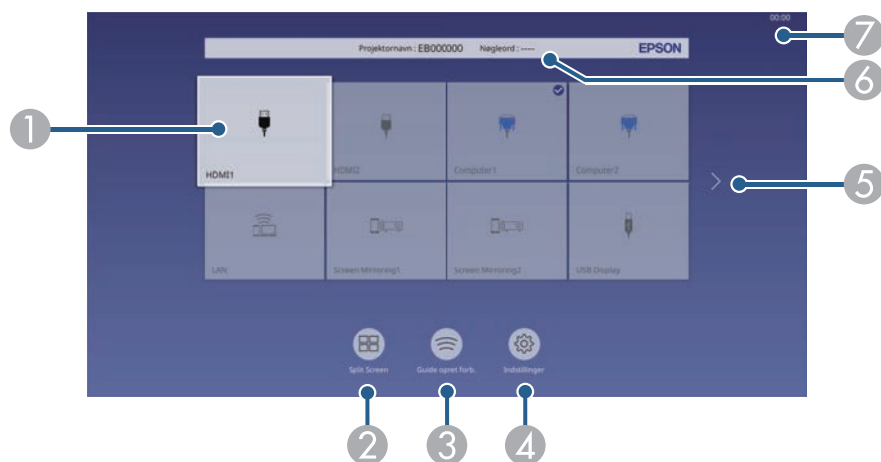 00:00
Projektornavn : EB000000 Nøgleord : ---- EPSON
HDMI1 HDMI2 Computer1 Computer2
LAN Screen Mirroring1 Screen Mirroring2 USB Display
Split Screen Guide opret forb. Indstillinger
1
2
3
4
5
6
7